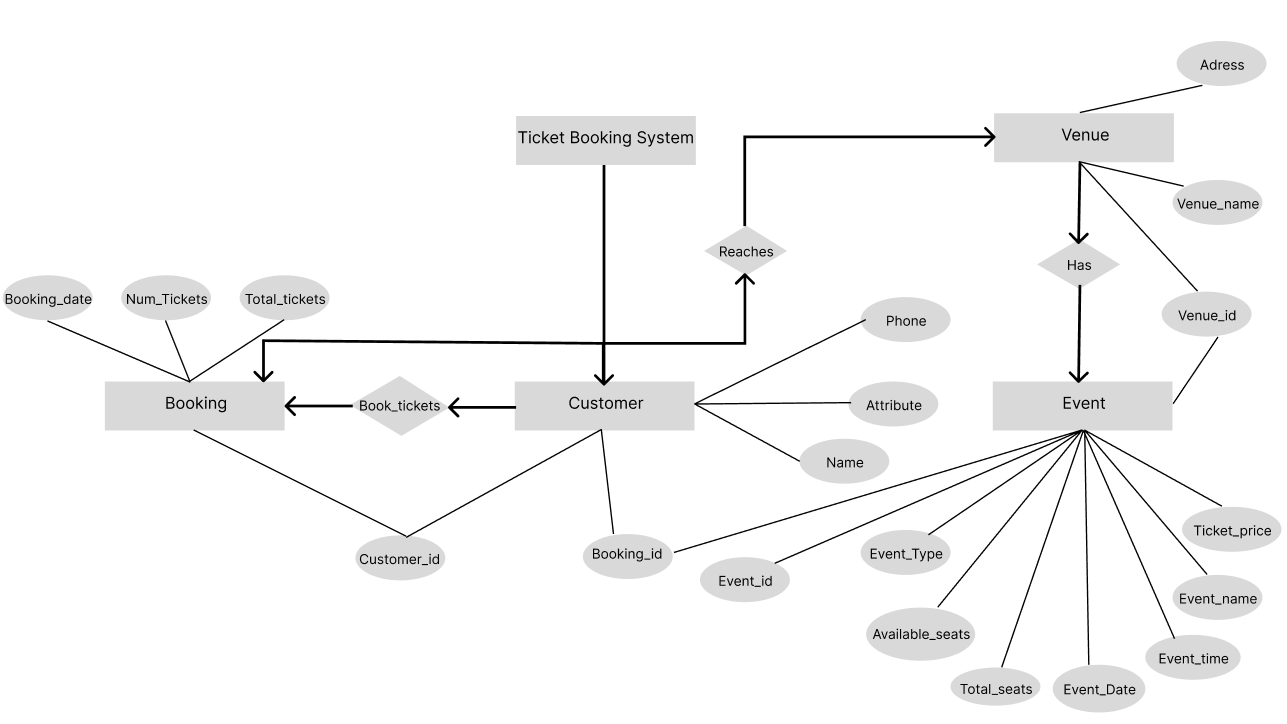 Adress
Ticket Booking System
Venue
Venue_name
Reaches
Has
Booking_date
Num_Tickets
Total_tickets
Venue_id
Phone
Booking
Book_tickets
Customer
Attribute
Event
Name
Customer_id
Booking_id
Event_id
Event_Type
Ticket_price
Event_name
Available_seats
Event_time
Total_seats
Event_Date